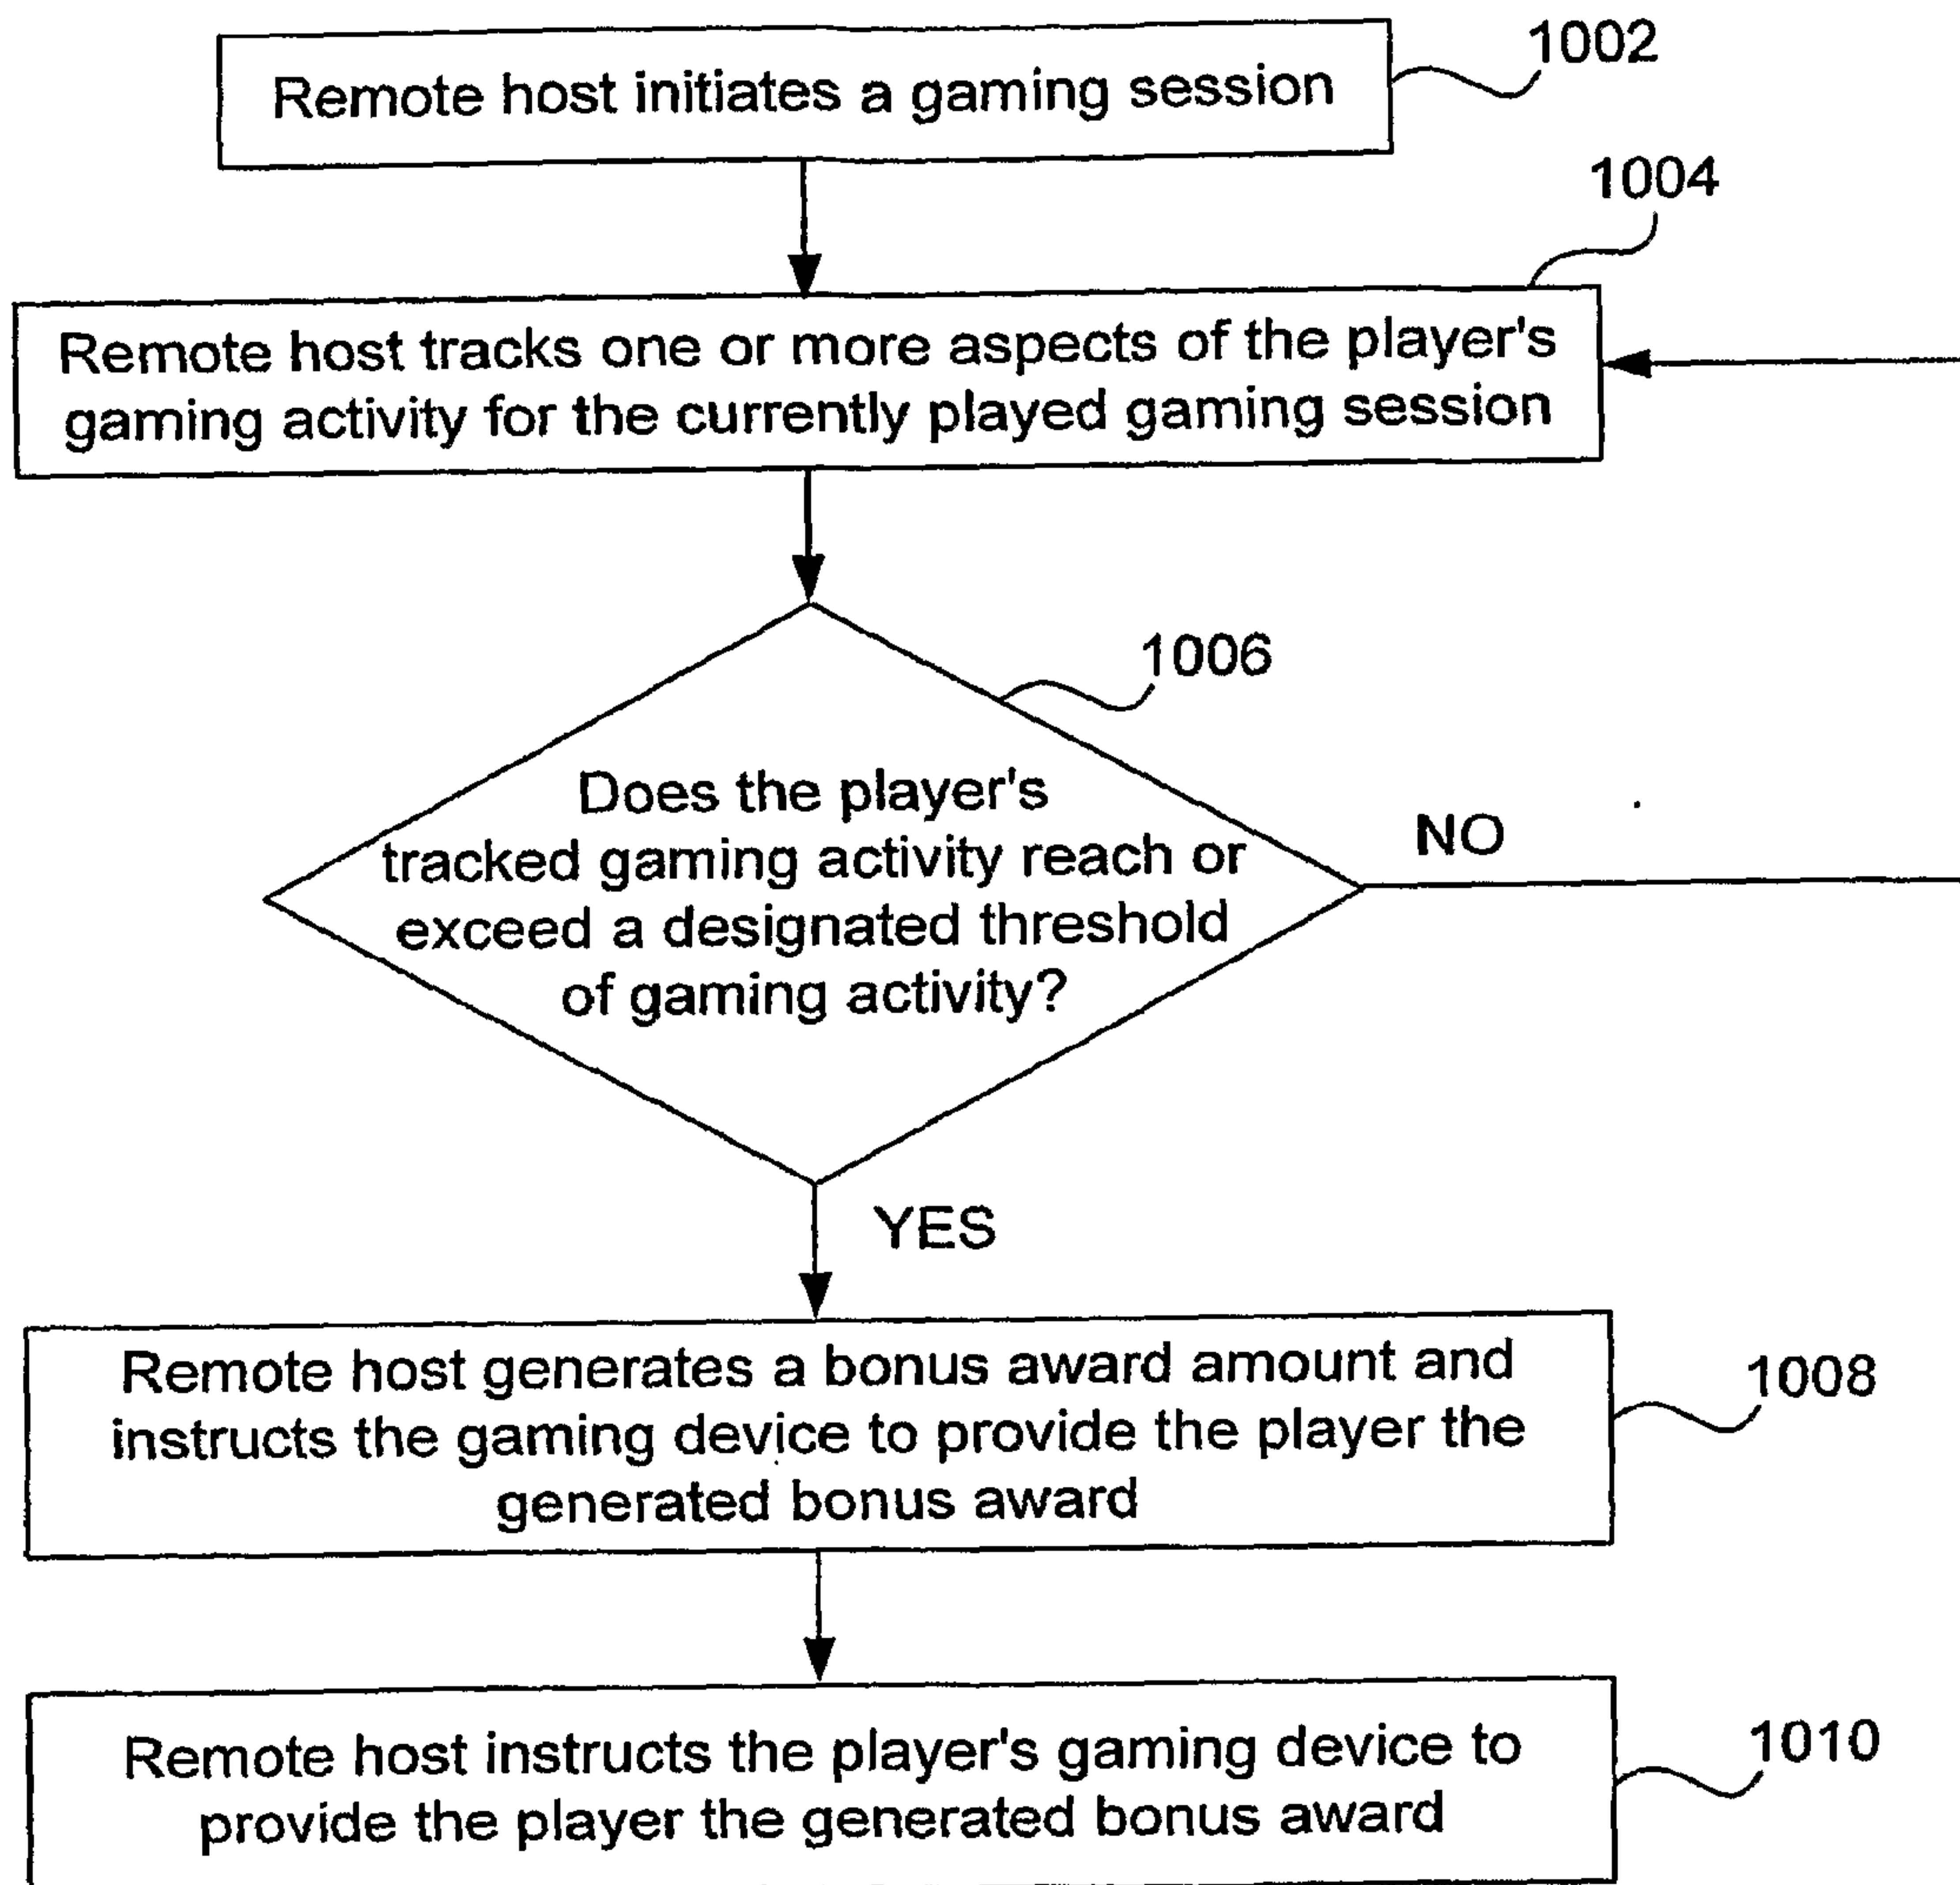 Remote host initiates a gaming session
1002
1004
Remote host tracks one or more aspects of the player's
gaming activity for the currently played gaming session
1006
Does the player's
tracked gaming activity reach or
exceed a designated threshold
of gaming activity?
NO
YES
Remote host generates a bonus award amount and
instructs the gaming device to provide the player the
generated bonus award
1008
Remote host instructs the player's gaming device to
provide the player the generated bonus award
1010